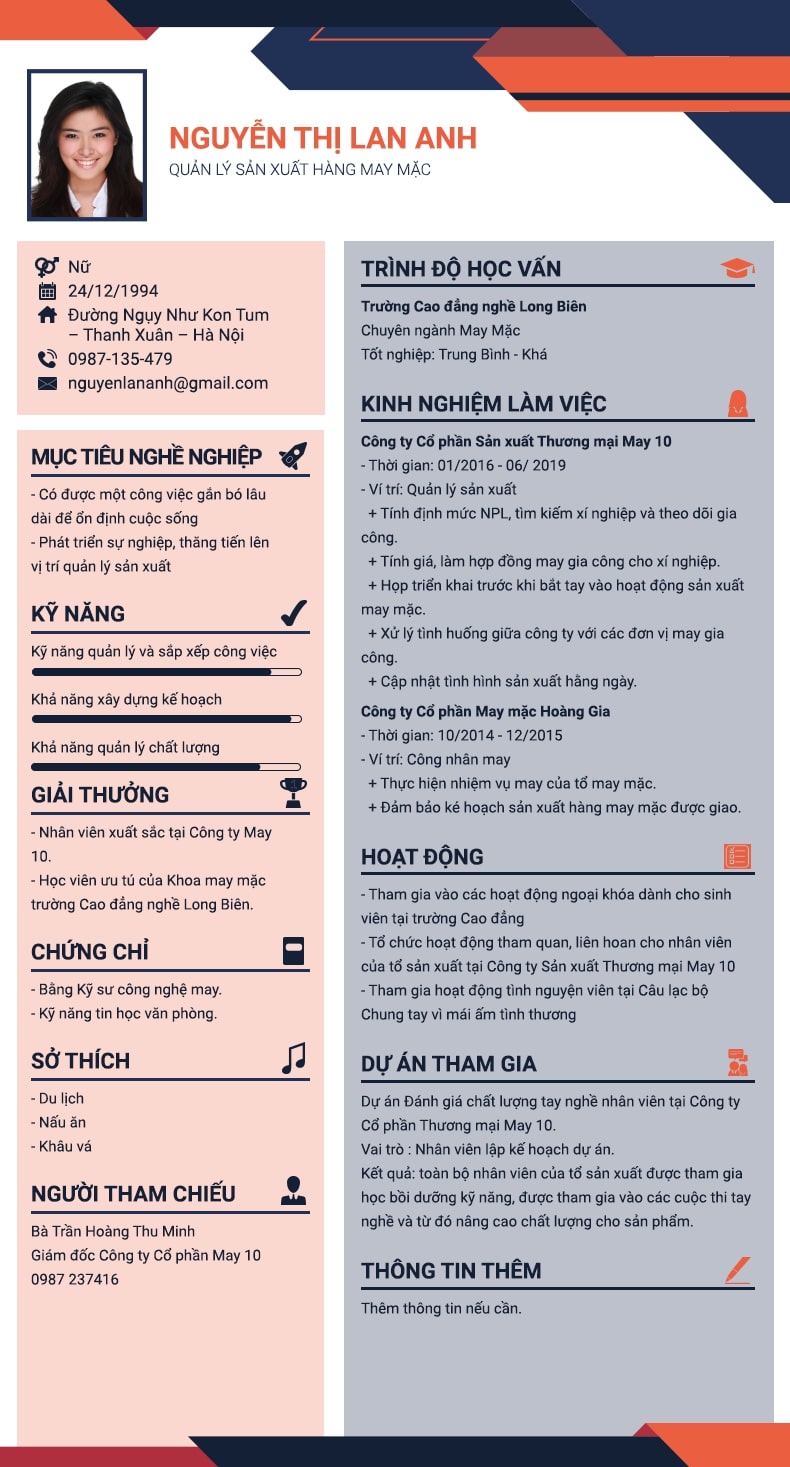 NGUYỄN THỊ LAN ANH
QUẢN LÝ SẢN XUẤT HÀNG MAY MẶC
Nữ
24/12/1994
Đường Ngụy Như Kon Tum
– Thanh Xuân – Hà Nội
0987-135-479
nguyenlananh@gmail.com
MỤC TIÊU NGHỀ NGHIỆP
- Có được một công việc gắn bó lâu
dài để ổn định cuộc sống
- Phát triển sự nghiệp, thăng tiến lên
vị trí quản lý sản xuất
KỸ NĂNG
Kỹ năng quản lý và sắp xếp công việc
Khả năng xây dựng kế hoạch
Khả năng quản lý chất lượng
GIẢI THƯỞNG
- Nhân viên xuất sắc tại Công ty May
10.
- Học viên ưu tú của Khoa may mặc
trường Cao đẳng nghề Long Biên.
CHỨNG CHỈ
- Bằng Kỹ sư công nghệ may.
- Kỹ năng tin học văn phòng.
SỞ THÍCH
- Du lịch
- Nấu ăn
- Khâu vá
NGƯỜI THAM CHIẾU
Bà Trần Hoàng Thu Minh
Giám đốc Công ty Cổ phần May 10
0987 237416
TRÌNH ĐỘ HỌC VẤN
Trường Cao đẳng nghề Long Biên
Chuyên ngành May Mặc
Tốt nghiệp: Trung Bình - Khá
KINH NGHIỆM LÀM VIỆC
Công ty Cổ phần Sản xuất Thương mại May 10
- Thời gian: 01/2016 - 06/ 2019
- Ví trí: Quản lý sản xuất
+ Tính định mức NPL, tìm kiếm xí nghiệp và theo dõi gia
công.
+ Tính giá, làm hợp đồng may gia công cho xí nghiệp.
+ Họp triển khai trước khi bắt tay vào hoạt động sản xuất
may mặc.
+ Xử lý tình huống giữa công ty với các đơn vị may gia
công.
+ Cập nhật tình hình sản xuất hằng ngày.
Công ty Cổ phần May mặc Hoàng Gia
- Thời gian: 10/2014 - 12/2015
- Ví trí: Công nhân may
+ Thực hiện nhiệm vụ may của tổ may mặc.
+ Đảm bảo ké hoạch sản xuất hàng may mặc được giao.
HOẠT ĐỘNG
- Tham gia vào các hoạt động ngoại khóa dành cho sinh
viên tại trường Cao đẳng
- Tổ chức hoạt động tham quan, liên hoan cho nhân viên
của tổ sản xuất tại Công ty Sản xuất Thương mại May 10
- Tham gia hoạt động tình nguyện viên tại Câu lạc bộ
Chung tay vì mái ấm tình thương
DỰ ÁN THAM GIA
Dự án Đánh giá chất lượng tay nghề nhân viên tại Công ty
Cổ phần Thương mại May 10.
Vai trò : Nhân viên lập kế hoạch dự án.
Kết quả: toàn bộ nhân viên của tổ sản xuất được tham gia
học bồi dưỡng kỹ năng, được tham gia vào các cuộc thi tay
nghề và từ đó nâng cao chất lượng cho sản phẩm.
THÔNG TIN THÊM
Thêm thông tin nếu cần.